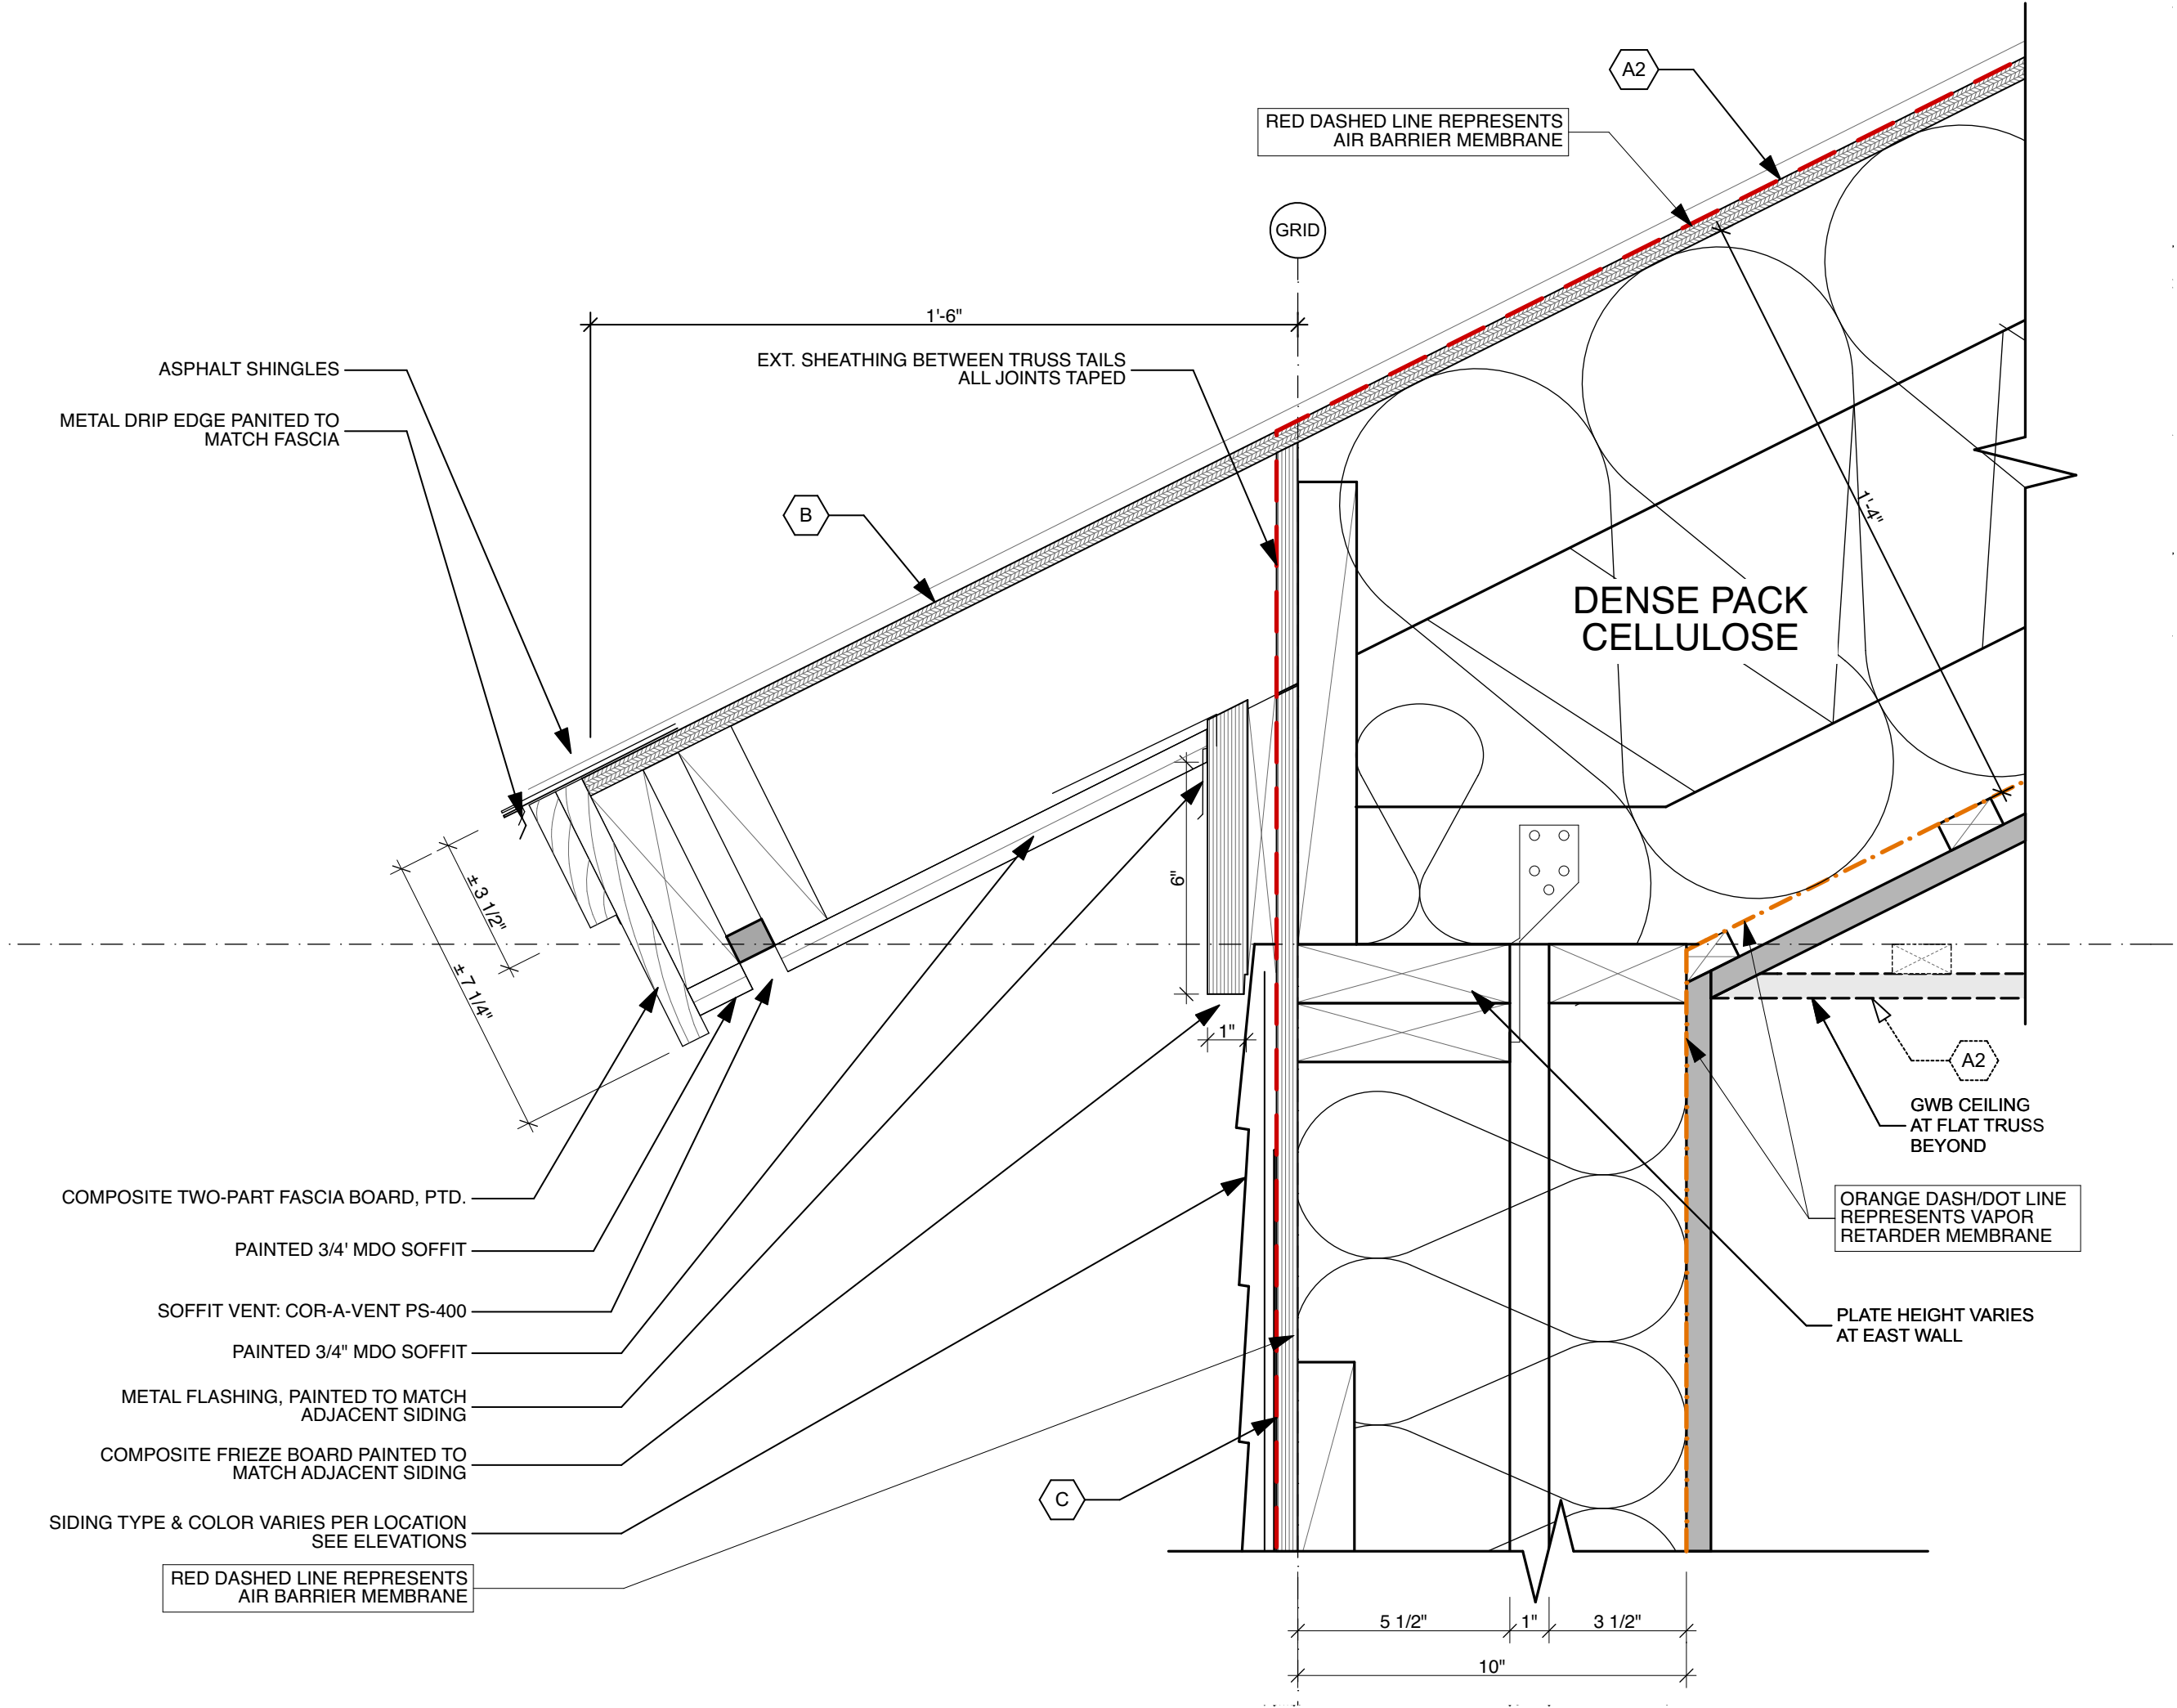 A2
RED DASHED LINE REPRESENTS
AIR BARRIER MEMBRANE
GRID
1'-6"
ASPHALT SHINGLES
EXT. SHEATHING BETWEEN TRUSS TAILS
ALL JOINTS TAPED
METAL DRIP EDGE PANITED TO
MATCH FASCIA
B
1'-4"
DENSE PACK
CELLULOSE
± 3 1/2"
± 7 1/4"
6"
1"
A2
GWB CEILING
AT FLAT TRUSS
BEYOND
COMPOSITE TWO-PART FASCIA BOARD, PTD.
ORANGE DASH/DOT LINE
REPRESENTS VAPOR
RETARDER MEMBRANE
PAINTED 3/4' MDO SOFFIT
SOFFIT VENT: COR-A-VENT PS-400
PLATE HEIGHT VARIES
AT EAST WALL
PAINTED 3/4" MDO SOFFIT
METAL FLASHING, PAINTED TO MATCH
ADJACENT SIDING
COMPOSITE FRIEZE BOARD PAINTED TO
MATCH ADJACENT SIDING
C
SIDING TYPE & COLOR VARIES PER LOCATION
SEE ELEVATIONS
RED DASHED LINE REPRESENTS
AIR BARRIER MEMBRANE
5 1/2"
1"
3 1/2"
10"